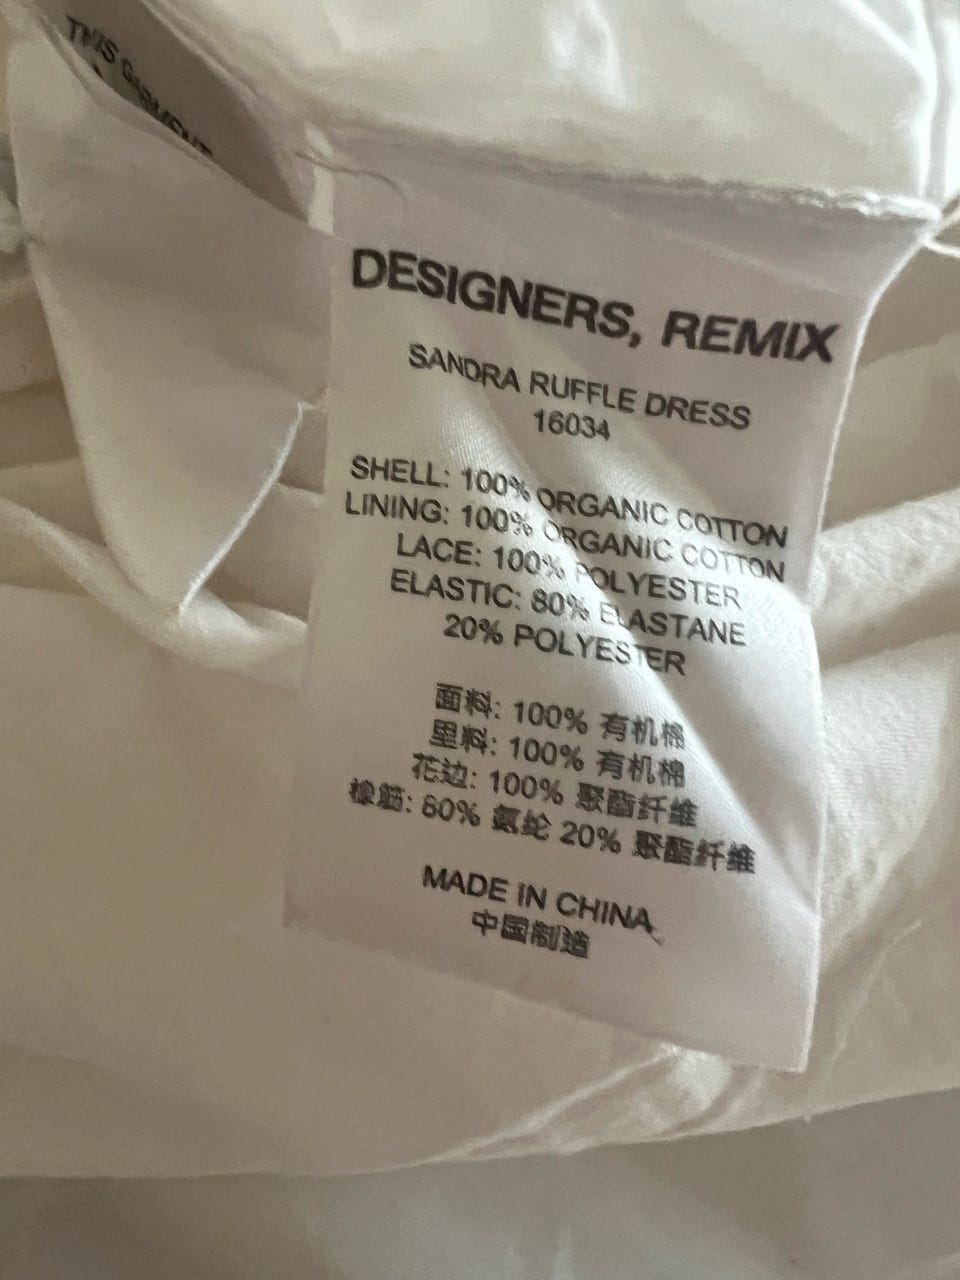 THIS GARMENT
DESIGNERS, REMIX
SANDRA RUFFLE DRESS
16034
SHELL: 100% ORGANIC COTTON
LINING: 100% ORGANIC COTTON
LACE: 100% POLYESTER
ELASTIC: 80% ELASTANE
20% POLYESTER
面料: 100% 有机棉
里料: 100% 有机棉
花边: 100% 聚酯纤维
橡筋: 80% 氨纶 20% 聚酯纤维
MADE IN CHINA
中国制造